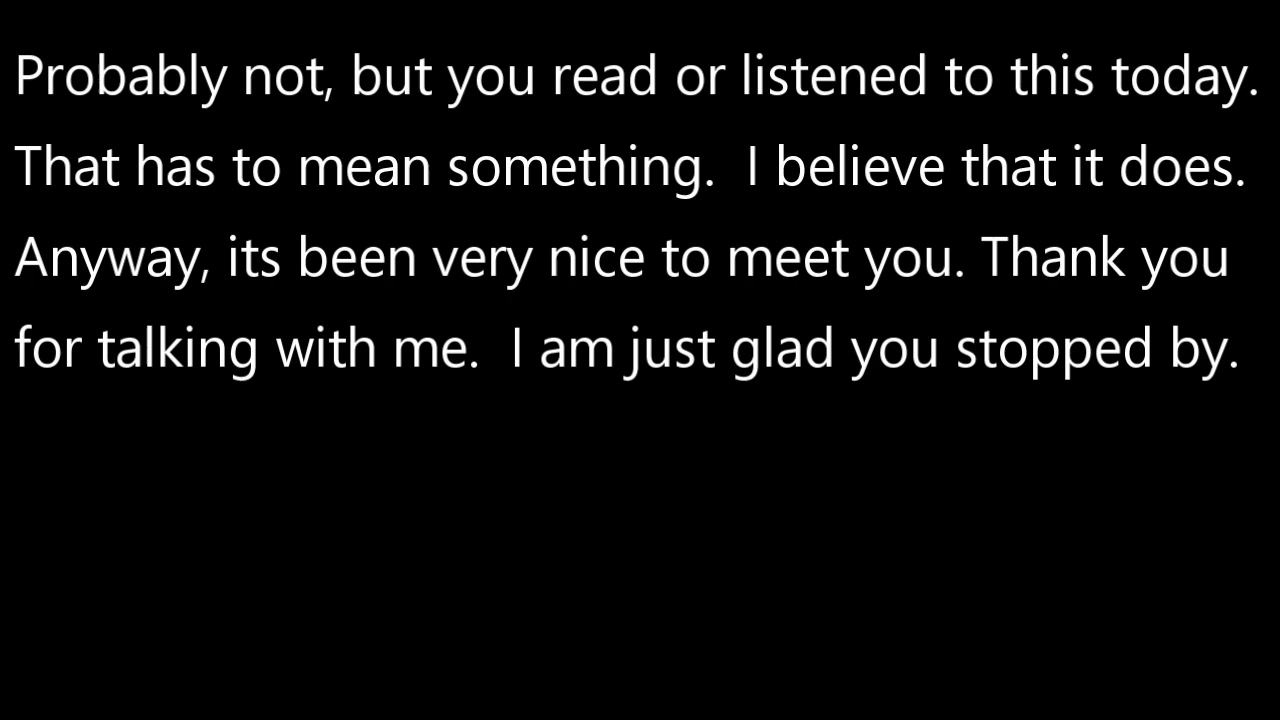 Probably not, but you read or listened to this today.
That has to mean something.  I believe that it does.
Anyway, its been very nice to meet you. Thank you
for talking with me.  I am just glad you stopped by.